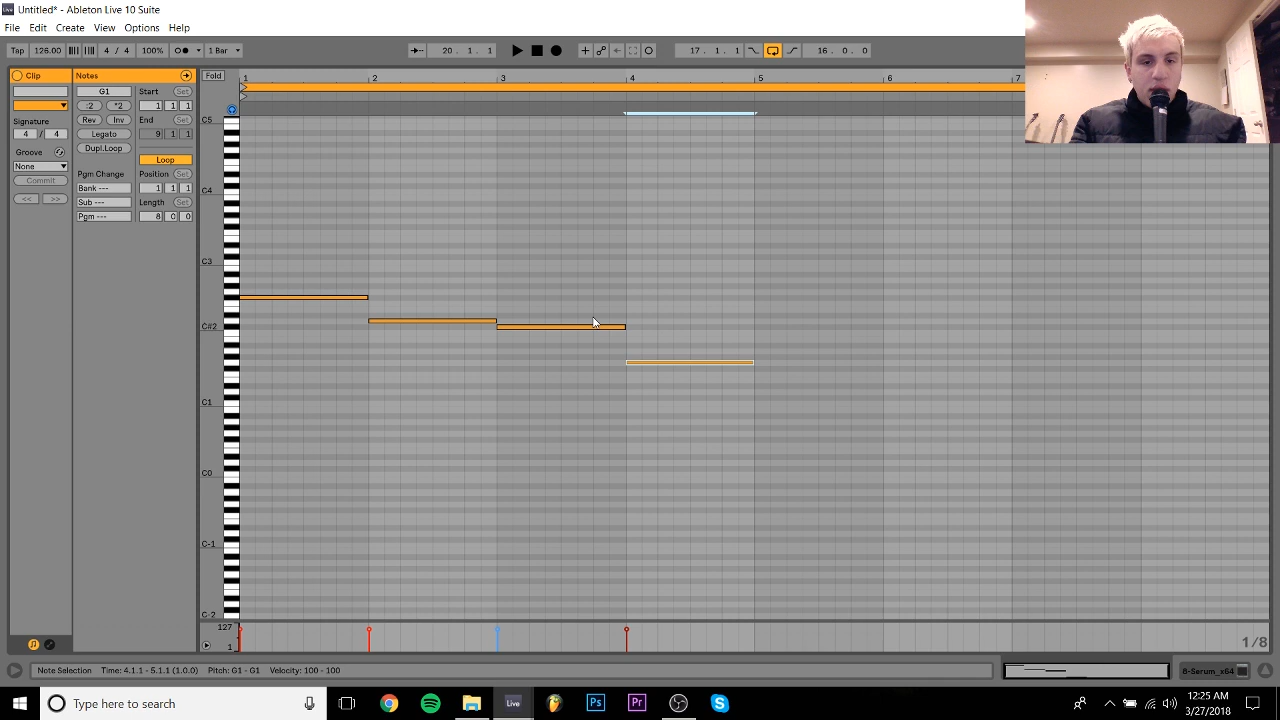 Untitled* - Ableton Live 10 Suite
File Edit Create View Options Help
Tap 126.00 4 / 4 100% 1 Bar 20 . 1 . 1 17 . 1 . 1 16 . 0 . 0
Clip Notes Fold 1 2 3 4 5 6 7
G1 Start Set
:2 *2 1 1 1
Signature Rev Inv End Set
4 / 4 Legato 9 1 1
Groove Dupl.Loop Loop
None Pgm Change Position Set
Commit Bank --- 1 1 1
<< >> Sub --- Length Set
Pgm --- 8 0 0
C5
C4
C3
C#2
C1
C0
C-1
C-2
127
1 1/8
Note Selection Time: 4.1.1 - 5.1.1 (1.0.0) Pitch: G1 - G1 Velocity: 100 - 100 8-Serum_x64
Type here to search Live Ps Pr 12:25 AM
3/27/2018